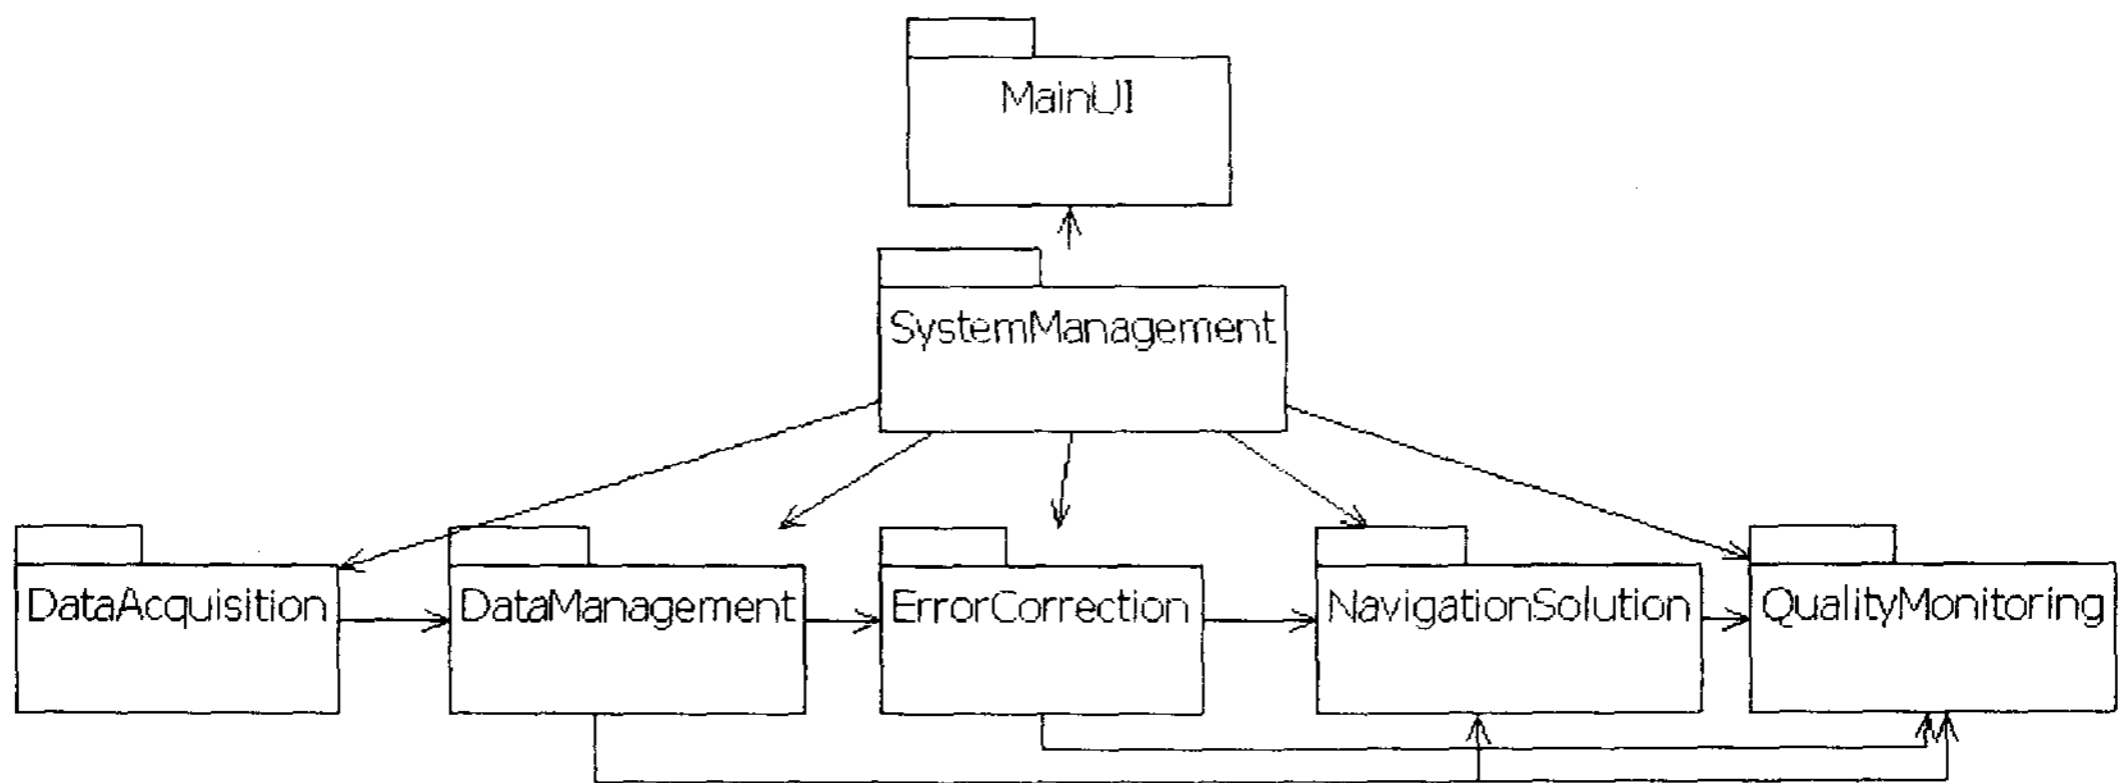 MainUI
SystemManagement
DataAcquisition
DataManagement
ErrorCorrection
NavigationSolution
QualityMonitoring